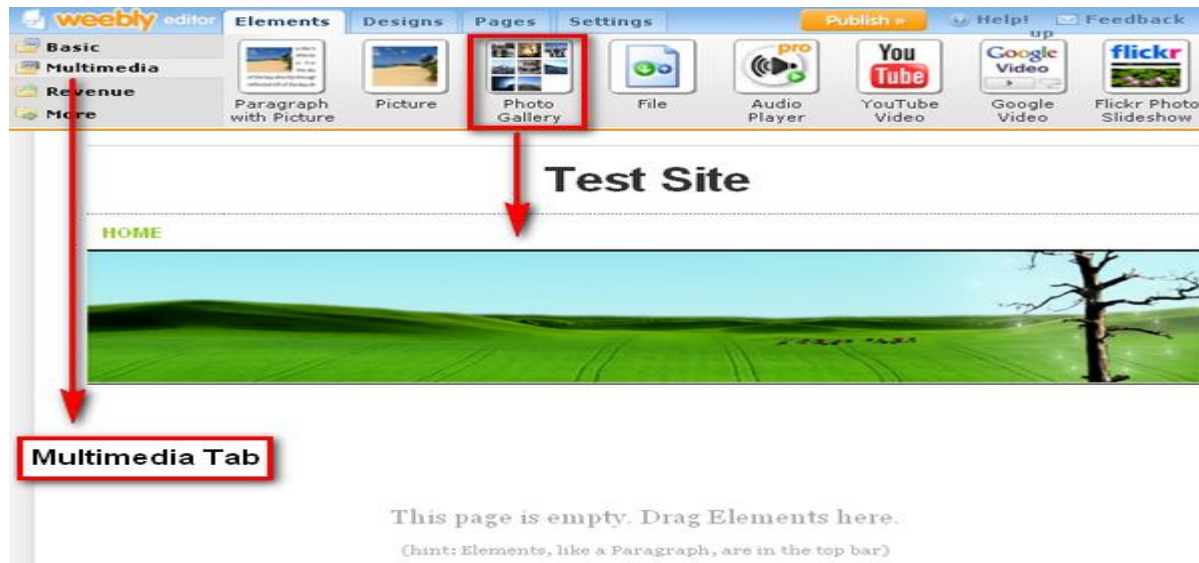 weebly editor Elements Designs Pages Settings Publish » Help! Feedback
Basic
Multimedia
Revenue
More
Paragraph
with Picture
Picture
Photo
Gallery
File
pro
Audio
Player
You
Tube
YouTube
Video
up
Google
Video
Google
Video
flickr
Flickr Photo
Slideshow
Test Site
HOME
Multimedia Tab
This page is empty. Drag Elements here.
(hint: Elements, like a Paragraph, are in the top bar)